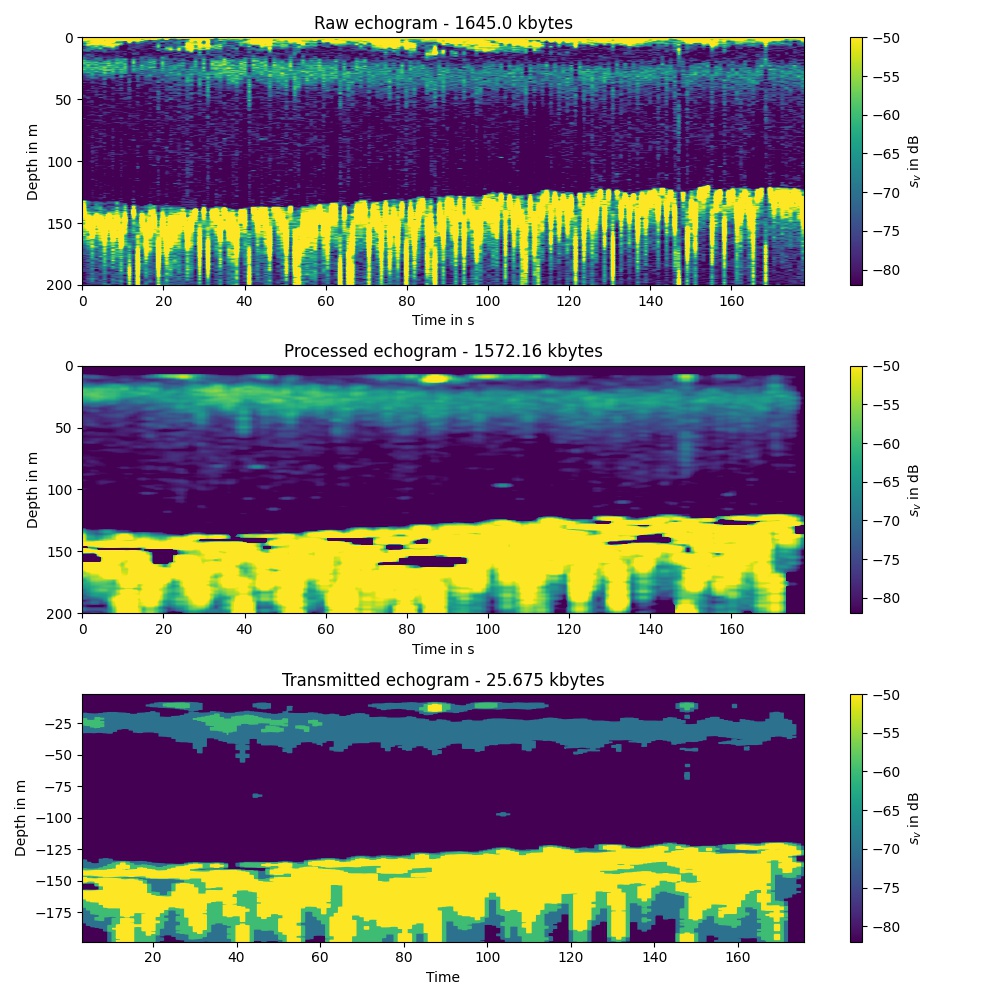 Raw echogram - 1645.0 kbytes
0
50
100
150
200
Depth in m
0 20 40 60 80 100 120 140 160
Time in s
−50
−55
−60
−65
−70
−75
−80
sv in dB
Processed echogram - 1572.16 kbytes
0
50
100
150
200
Depth in m
0 20 40 60 80 100 120 140 160
Time in s
−50
−55
−60
−65
−70
−75
−80
sv in dB
Transmitted echogram - 25.675 kbytes
−25
−50
−75
−100
−125
−150
−175
Depth in m
20 40 60 80 100 120 140 160
Time
−50
−55
−60
−65
−70
−75
−80
sv in dB